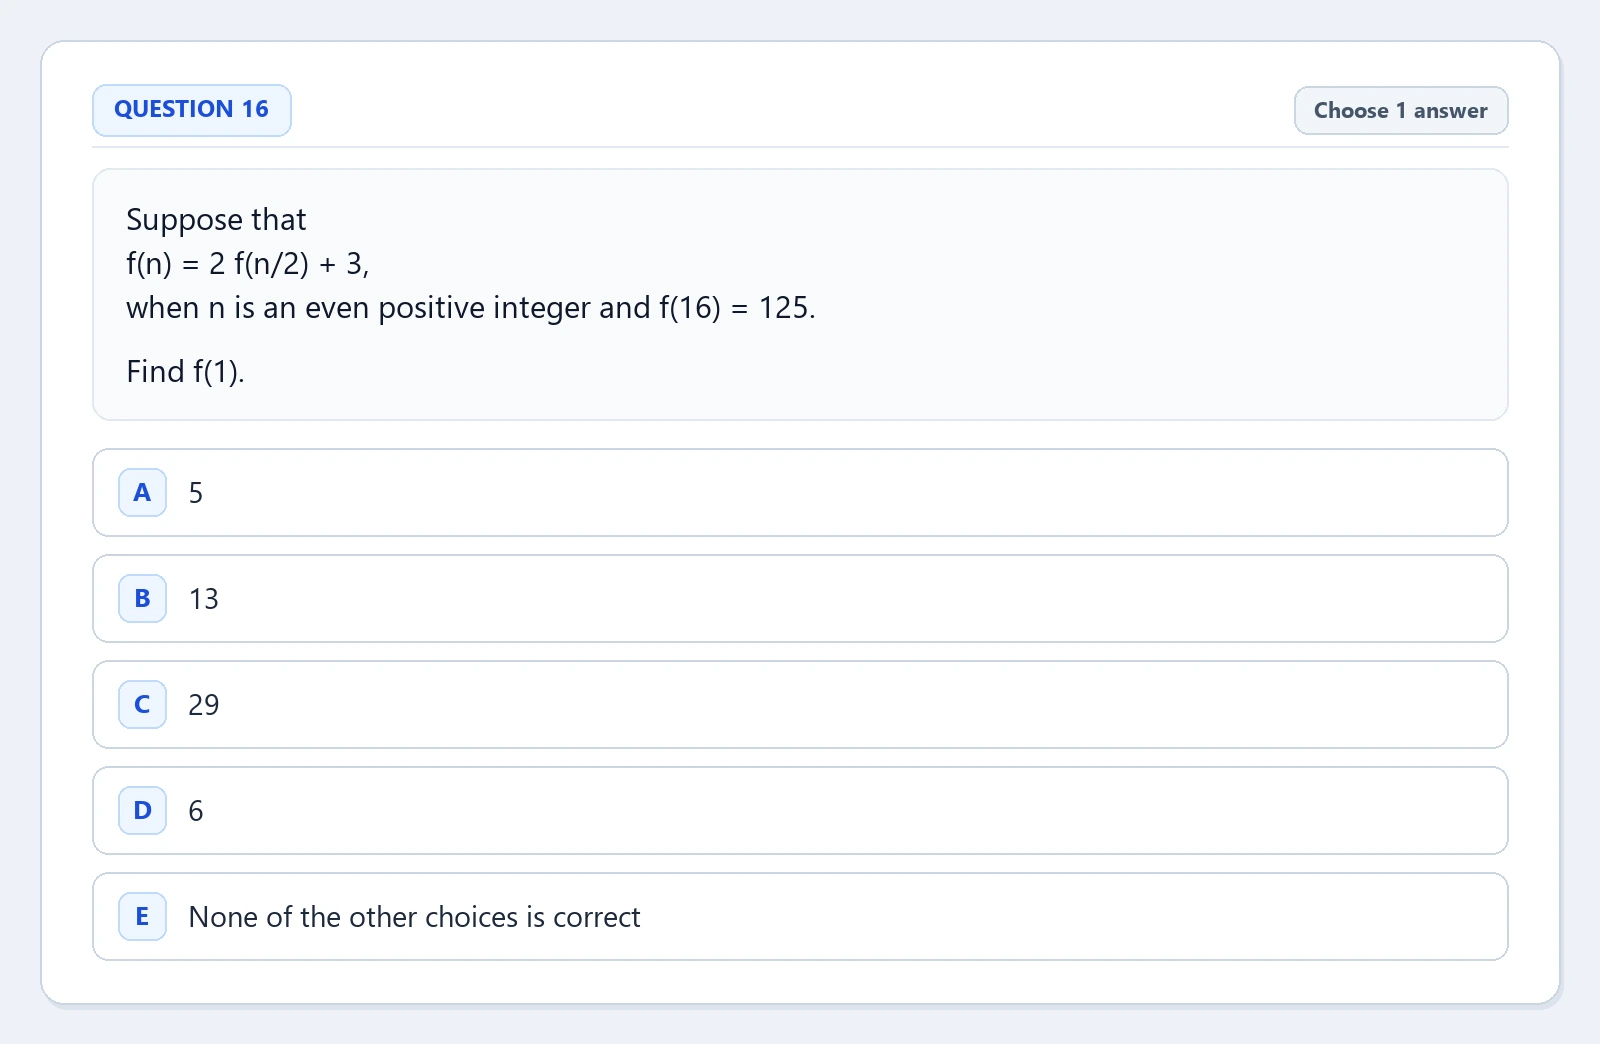 QUESTION 16
Choose 1 answer
Suppose that
f(n) = 2 f(n/2) + 3,
when n is an even positive integer and f(16) = 125.
Find f(1).
A 5
B 13
C 29
D 6
E None of the other choices is correct